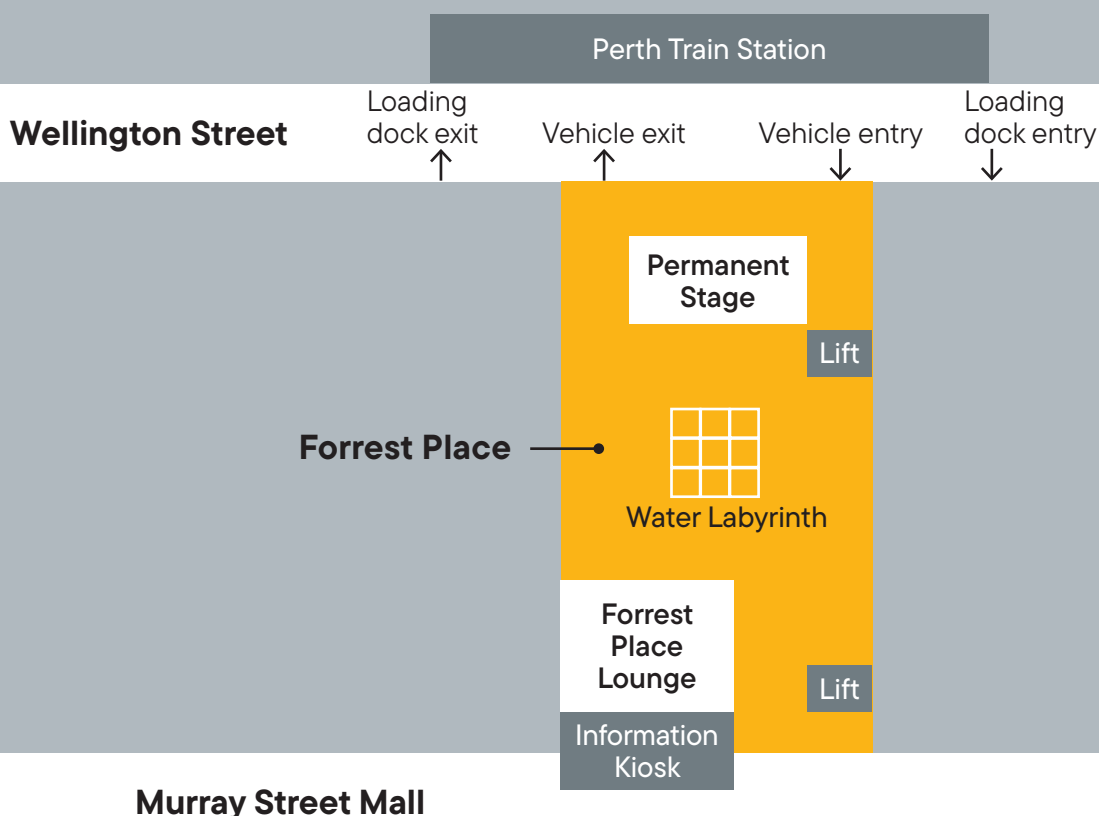 Perth Train Station
Wellington Street
Loading
dock exit
Vehicle exit
Vehicle entry
Loading
dock entry
Permanent
Stage
Lift
Forrest Place
Water Labyrinth
Forrest
Place
Lounge
Lift
Information
Kiosk
Murray Street Mall